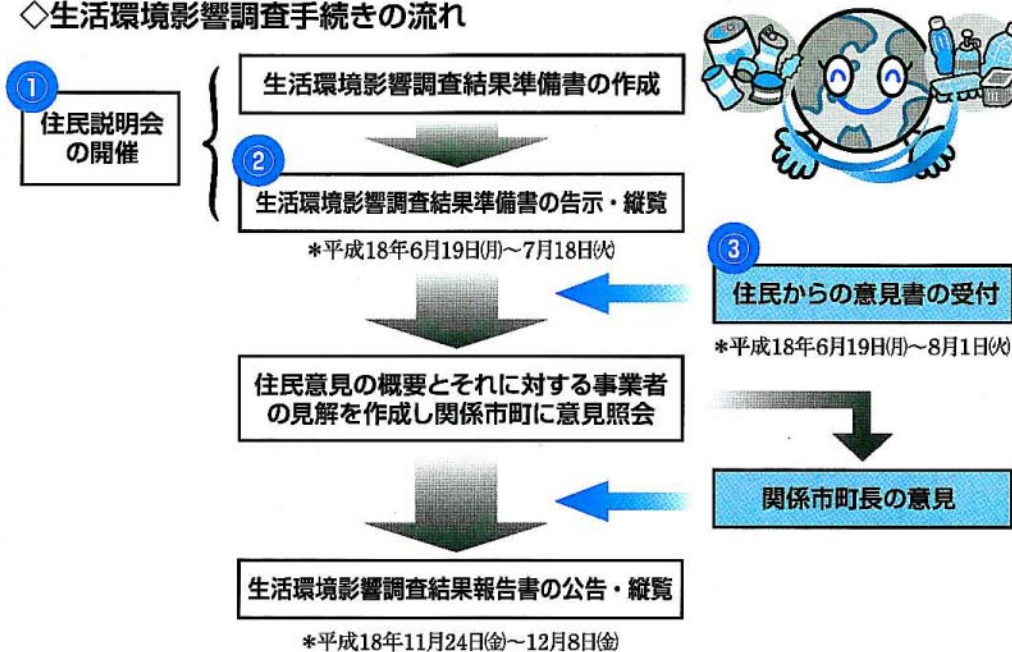 ◇生活環境影響調査手続きの流れ
①
住民説明会
の開催
生活環境影響調査結果準備書の作成
②
生活環境影響調査結果準備書の告示・縦覧
*平成18年6月19日㈪〜7月18日㈫
③
住民からの意見書の受付
*平成18年6月19日㈪〜8月1日㈫
住民意見の概要とそれに対する事業者
の見解を作成し関係市町に意見照会
関係市町長の意見
生活環境影響調査結果報告書の公告・縦覧
*平成18年11月24日㈮〜12月8日㈮